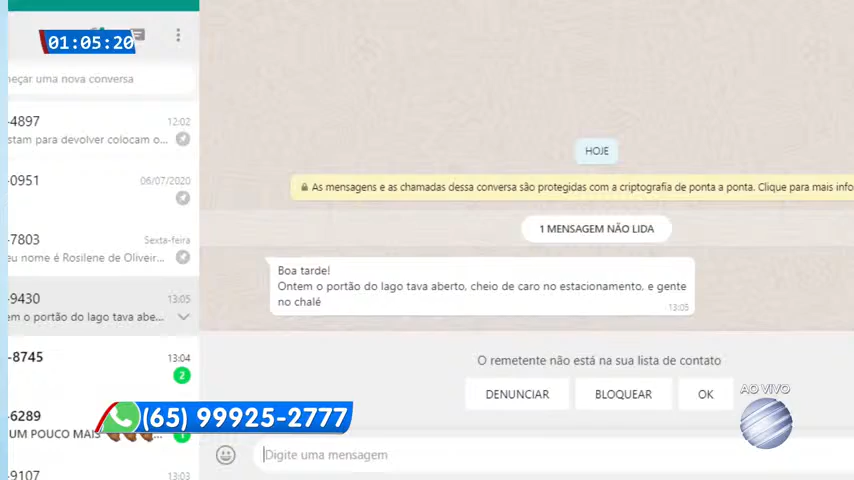 01:05:20
eçar uma nova conversa
-4897
12:02
stam para devolver colocam o...
-0951
06/07/2020
-7803
Sexta-feira
eu nome é Rosilene de Oliveir...
-9430
13:05
em o portão do lago tava abe...
-8745
13:04
2
-6289
UM POUCO MAIS
1
-9107
13:03
HOJE
As mensagens e as chamadas dessa conversa são protegidas com a criptografia de ponta a ponta. Clique para mais info
1 MENSAGEM NÃO LIDA
Boa tarde!
Ontem o portão do lago tava aberto, cheio de caro no estacionamento, e gente
no chalé
13:05
O remetente não está na sua lista de contato
DENUNCIAR
BLOQUEAR
OK
AO VIVO
(65) 99925-2777
Digite uma mensagem